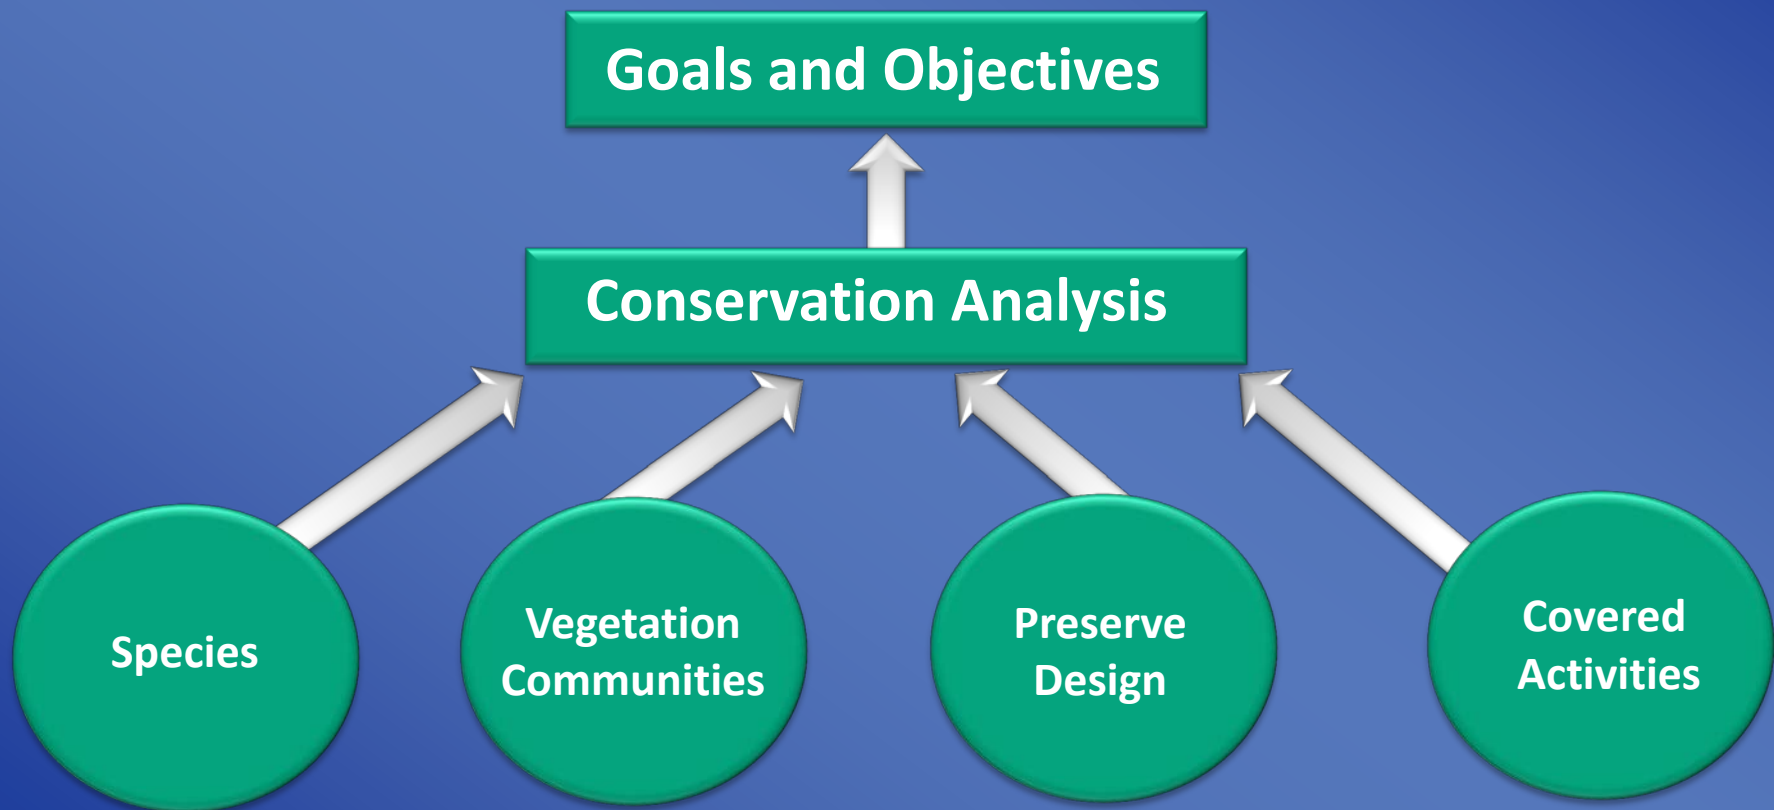 Goals and Objectives
Conservation Analysis
Species
Vegetation
Communities
Preserve
Design
Covered
Activities